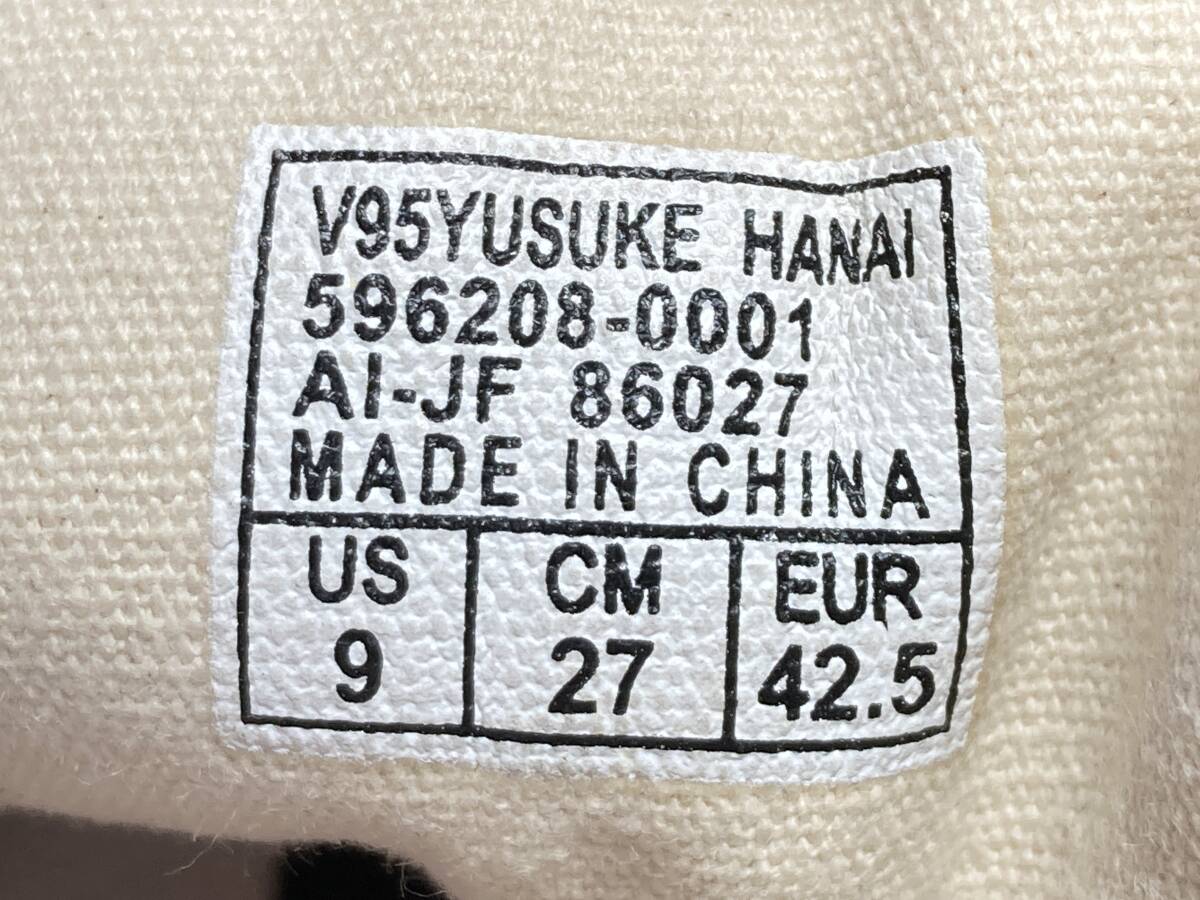 V95YUSUKE HANAI
596208-0001
AI-JF 86027
MADE IN CHINA
US CM EUR
9 27 42.5